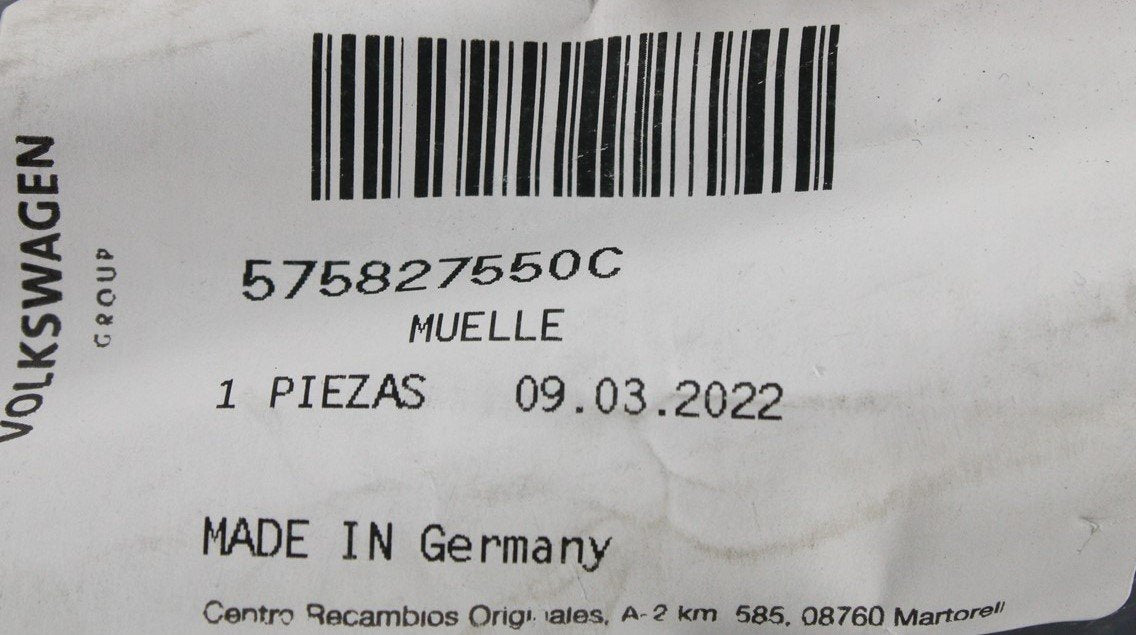 VOLKSWAGEN
GROUP
575827550C
MUELLE
1 PIEZAS 09.03.2022
MADE IN Germany
Centro Recambios Originales, A-2 km 585, 08760 Martorell